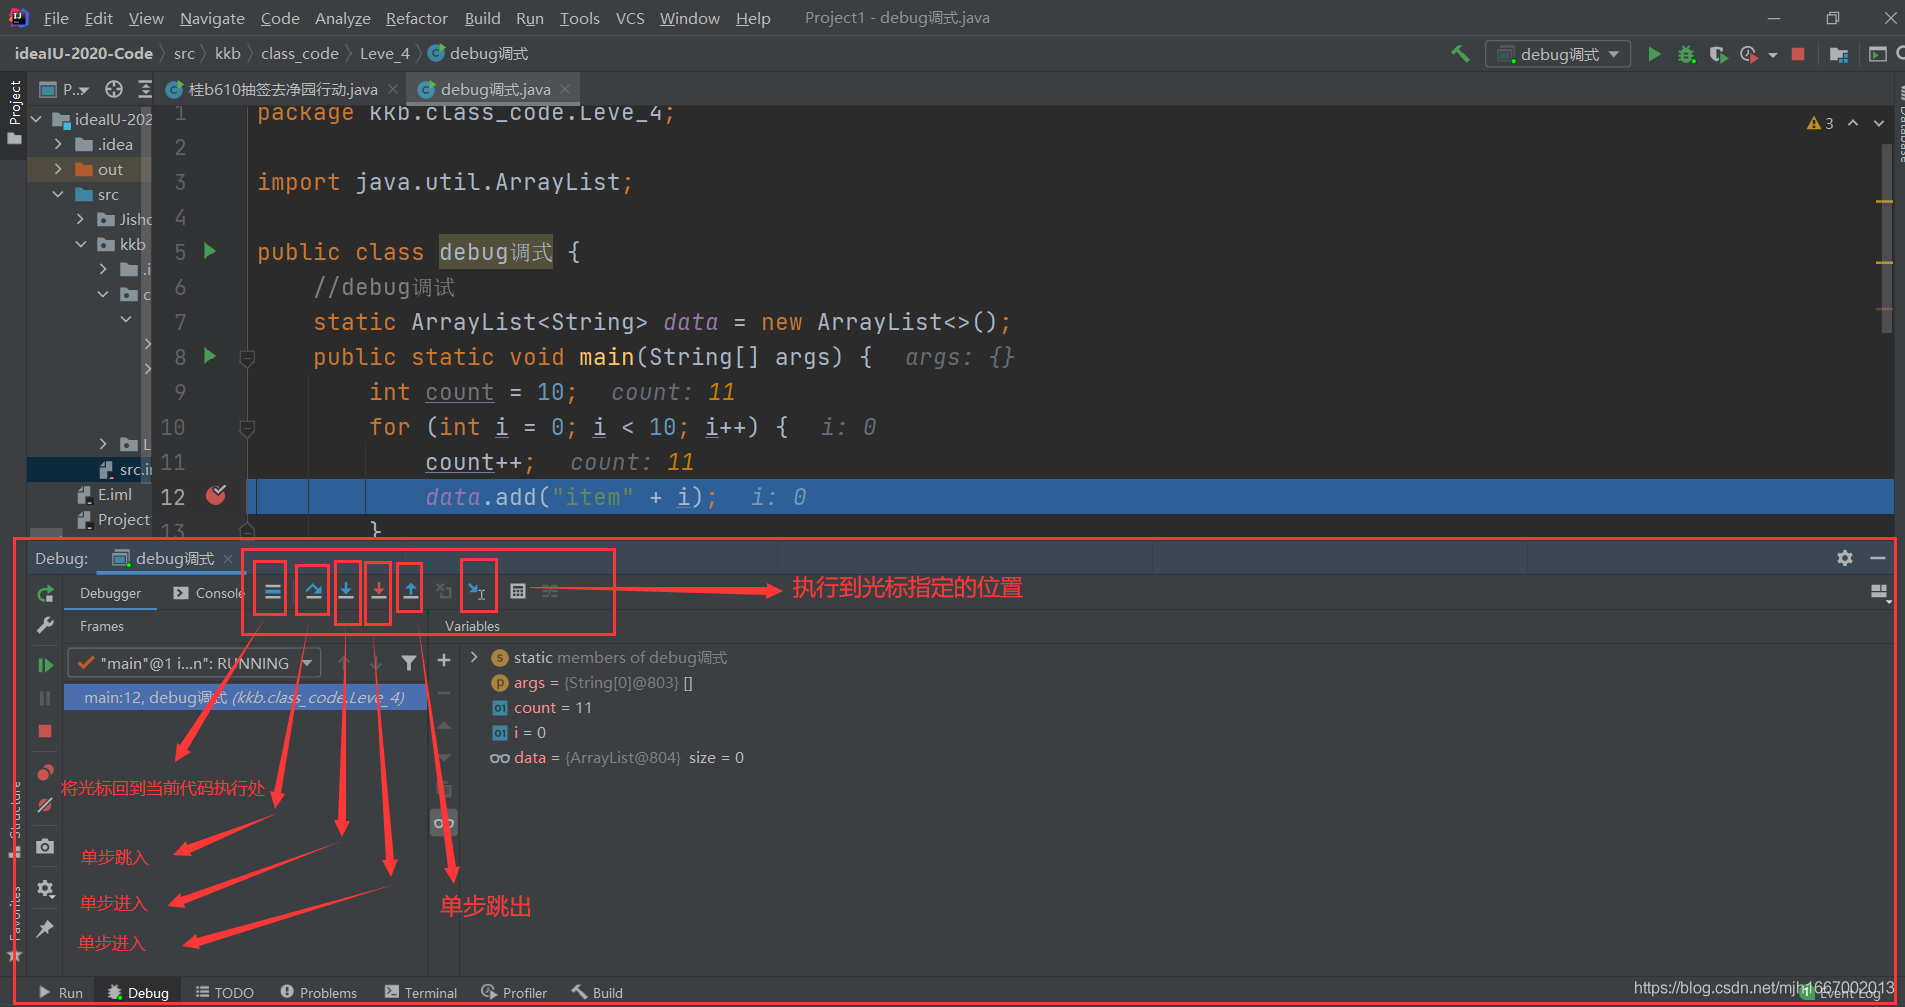 File Edit View Navigate Code Analyze Refactor Build Run Tools VCS Window Help Project1 - debug调式.java
ideaIU-2020-Code src kkb class_code Leve_4 debug调式
debug调式
P... 桂b610抽签去净园行动.java debug调式.java
Project
ideaIU-202
.idea
out
src
Jisho
kkb
.i
c
L
src.ir
E.iml
Project
1 package kkb.class_code.Leve_4;
3
2
3 import java.util.ArrayList;
4
5 public class debug调式 {
6 //debug调试
7 static ArrayList<String> data = new ArrayList<>();
8 public static void main(String[] args) { args: {}
9 int count = 10; count: 11
10 for (int i = 0; i < 10; i++) { i: 0
11 count++; count: 11
12 data.add("item" + i); i: 0
13 }
Database
Debug: debug调式
Debugger Console
执行到光标指定的位置
Frames Variables
"main"@1 i...n": RUNNING
main:12, debug调式 (kkb.class_code.Leve_4)
static members of debug调式
args = {String[0]@803} []
count = 11
i = 0
data = {ArrayList@804} size = 0
将光标回到当前代码执行处
单步跳入
单步进入
单步进入
单步跳出
Structure
Favorites
Run Debug TODO Problems Terminal Profiler Build
1 Event Log
https://blog.csdn.net/mjh1667002013